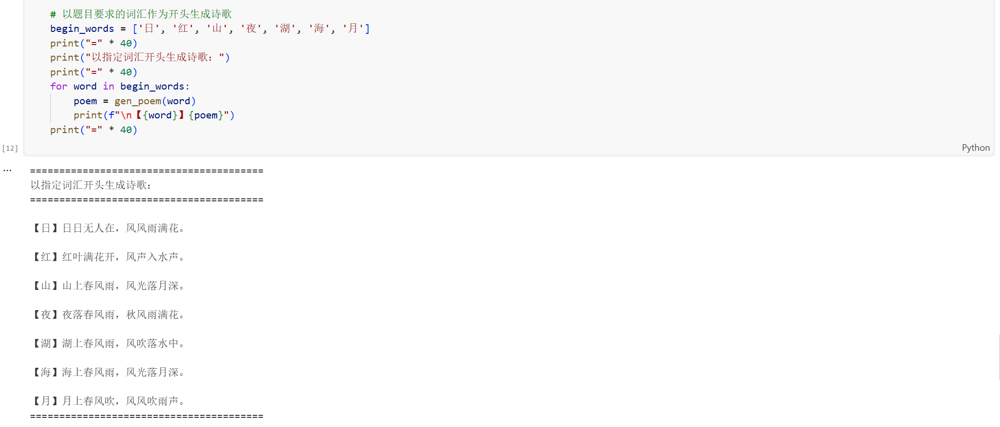 # 以题目要求的词汇作为开头生成诗歌
begin_words = ['日', '红', '山', '夜', '湖', '海', '月']
print("=" * 40)
print("以指定词汇开头生成诗歌：")
print("=" * 40)
for word in begin_words:
    poem = gen_poem(word)
    print(f"\n【{word}】{poem}")
print("=" * 40)
[12]
Python
...
========================================
以指定词汇开头生成诗歌：
========================================
【日】日日无人在，风风雨满花。
【红】红叶满花开，风声入水声。
【山】山上春风雨，风光落月深。
【夜】夜落春风雨，秋风雨满花。
【湖】湖上春风雨，风吹落水中。
【海】海上春风雨，风光落月深。
【月】月上春风吹，风风吹雨声。
========================================